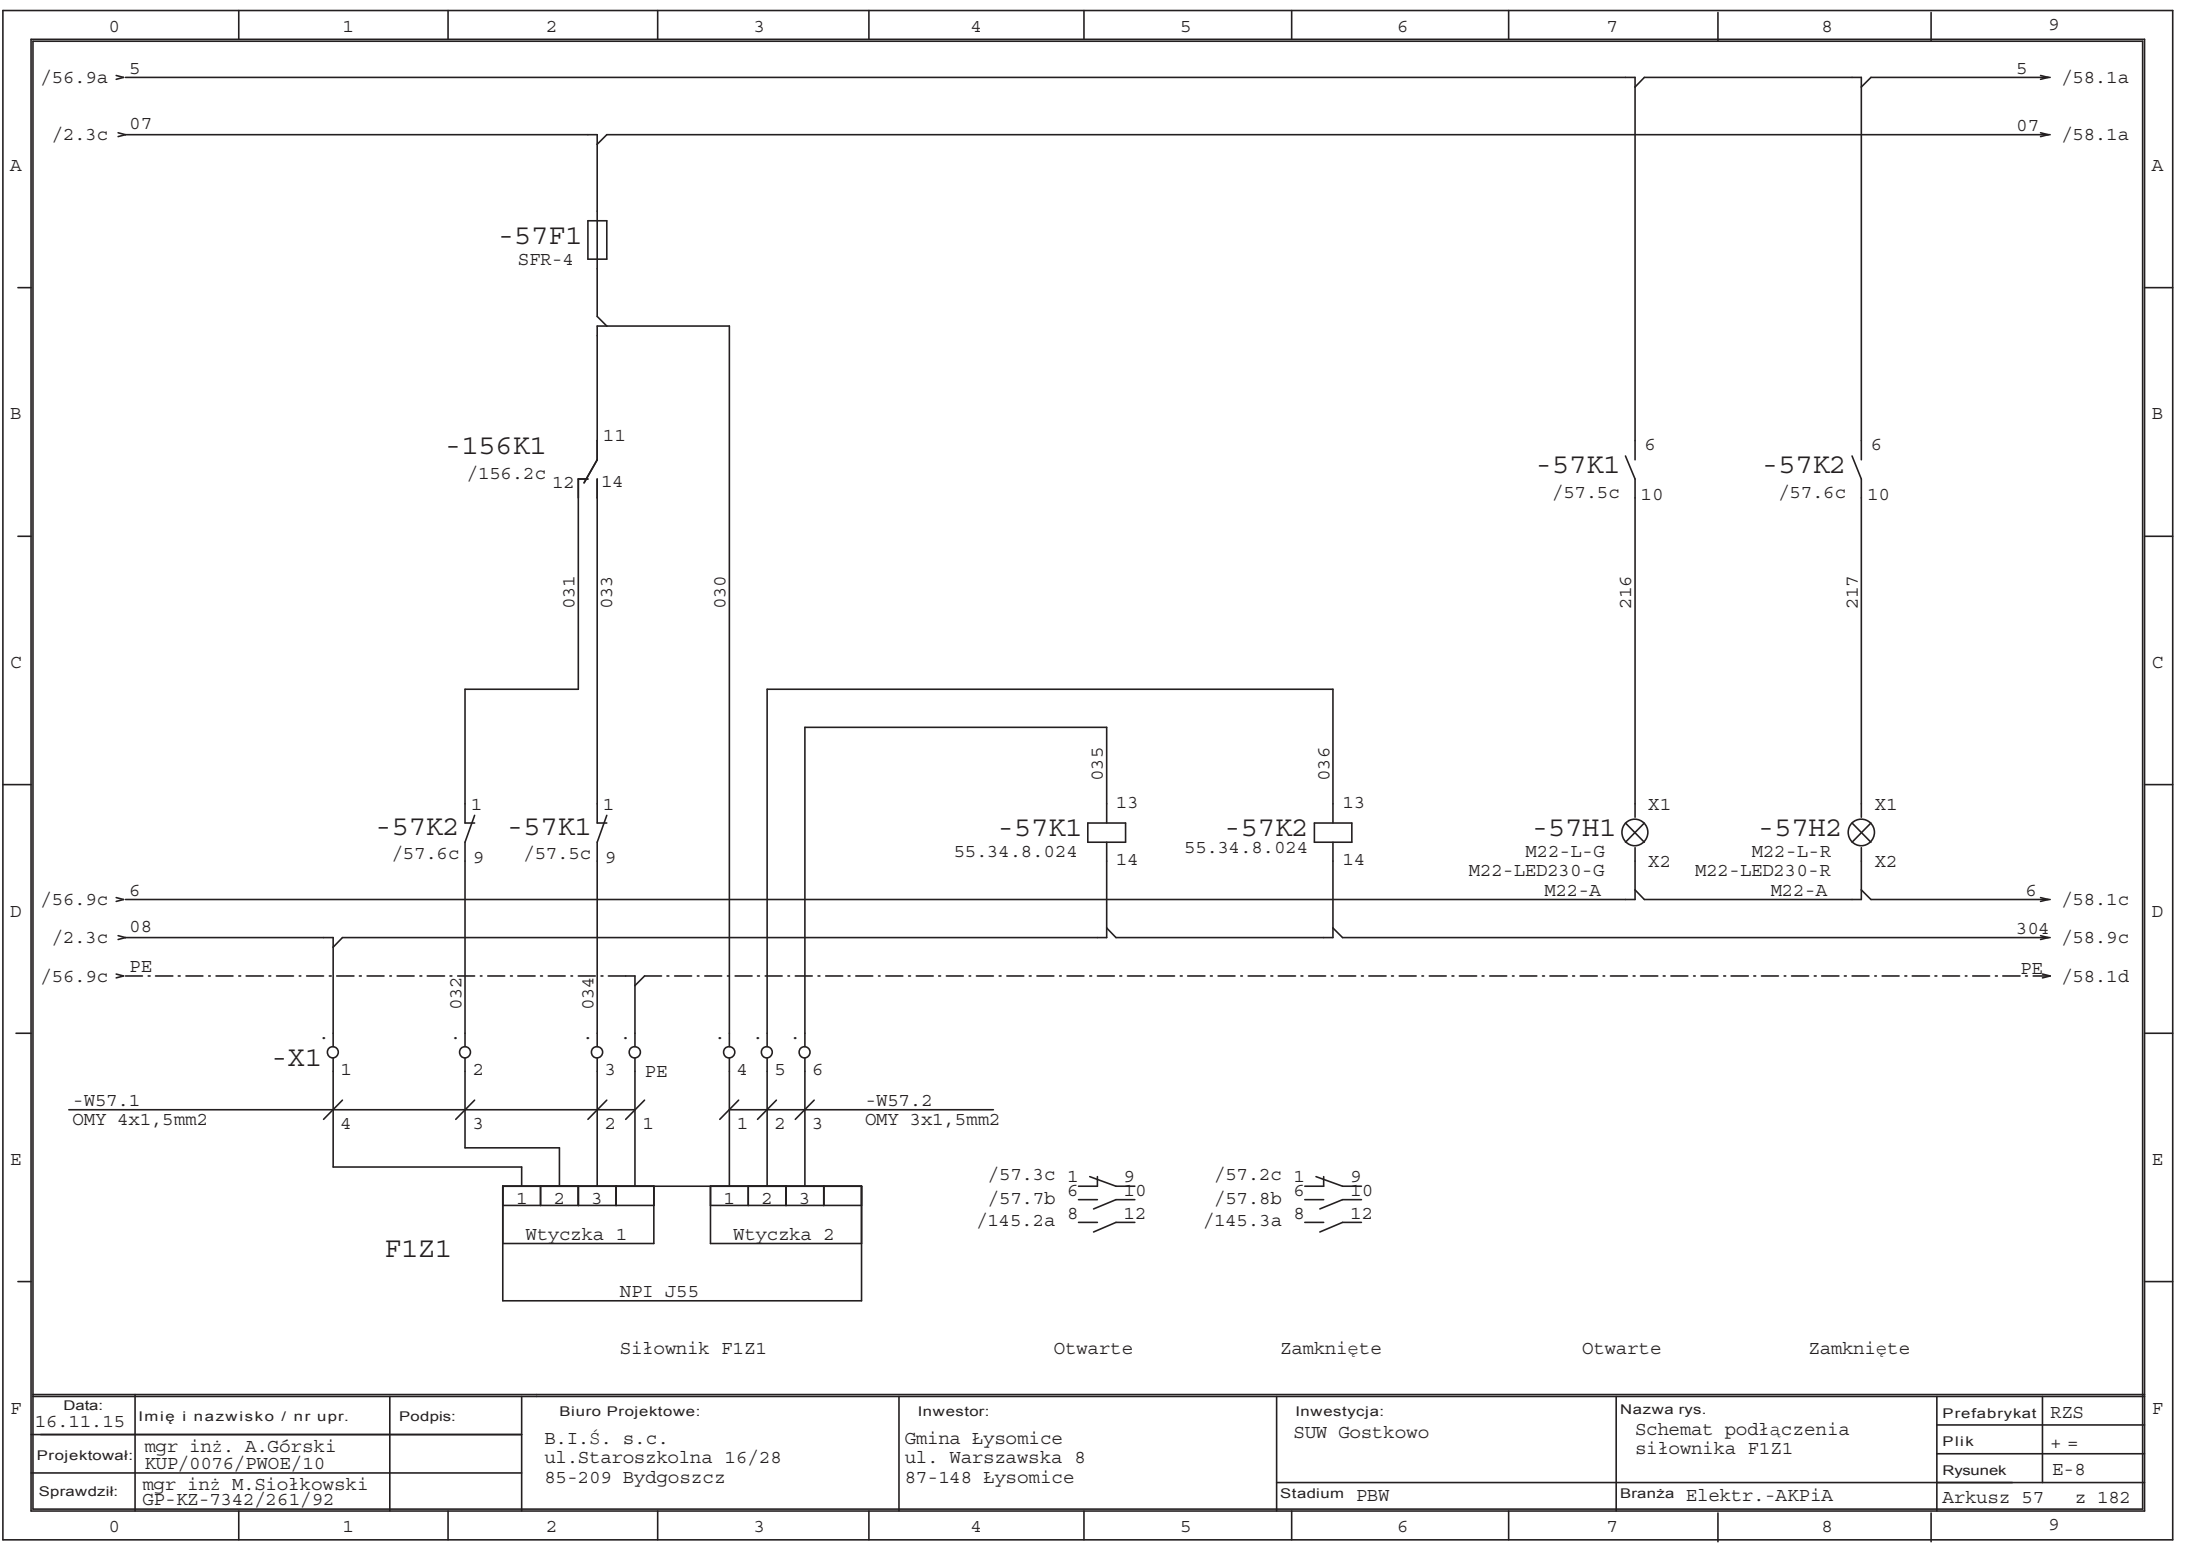 0 1 2 3 4 5 6 7 8 9
/56.9a 5 5 /58.1a
/2.3c 07 07 /58.1a
A A
-57F1
SFR-4
B B
-156K1 11
/156.2c 12 14
-57K1 6
/57.5c 10
-57K2 6
/57.6c 10
031 033 030 216 217
C C
035 036
-57K2 1
/57.6c 9
-57K1 1
/57.5c 9
-57K1 13
55.34.8.024 14
-57K2 13
55.34.8.024 14
-57H1 X1
M22-L-G X2
M22-LED230-G
M22-A
-57H2 X1
M22-L-R X2
M22-LED230-R
M22-A
/56.9c 6 6 /58.1c
D D
/2.3c 08 304 /58.9c
/56.9c PE PE /58.1d
032 034
-X1 1 2 3 PE 4 5 6
-W57.1
OMY 4x1,5mm2
4 3 2 1 1 2 3
-W57.2
OMY 3x1,5mm2
E E
/57.3c 1 9
/57.7b 6 10
/145.2a 8 12
/57.2c 1 9
/57.8b 6 10
/145.3a 8 12
1 2 3 1 2 3
Wtyczka 1 Wtyczka 2
F1Z1
NPI J55
Siłownik F1Z1 Otwarte Zamknięte Otwarte Zamknięte
F F
Data:
16.11.15
Imię i nazwisko / nr upr.
Podpis:
Projektował:
mgr inż. A.Górski
KUP/0076/PWOE/10
Sprawdził:
mgr inż M.Siołkowski
GP-KZ-7342/261/92
Biuro Projektowe:
B.I.Ś. s.c.
ul.Staroszkolna 16/28
85-209 Bydgoszcz
Inwestor:
Gmina Łysomice
ul. Warszawska 8
87-148 Łysomice
Inwestycja:
SUW Gostkowo
Stadium PBW
Nazwa rys.
Schemat podłączenia
siłownika F1Z1
Branża Elektr.-AKPiA
Prefabrykat RZS
Plik + =
Rysunek E-8
Arkusz 57 z 182
0 1 2 3 4 5 6 7 8 9